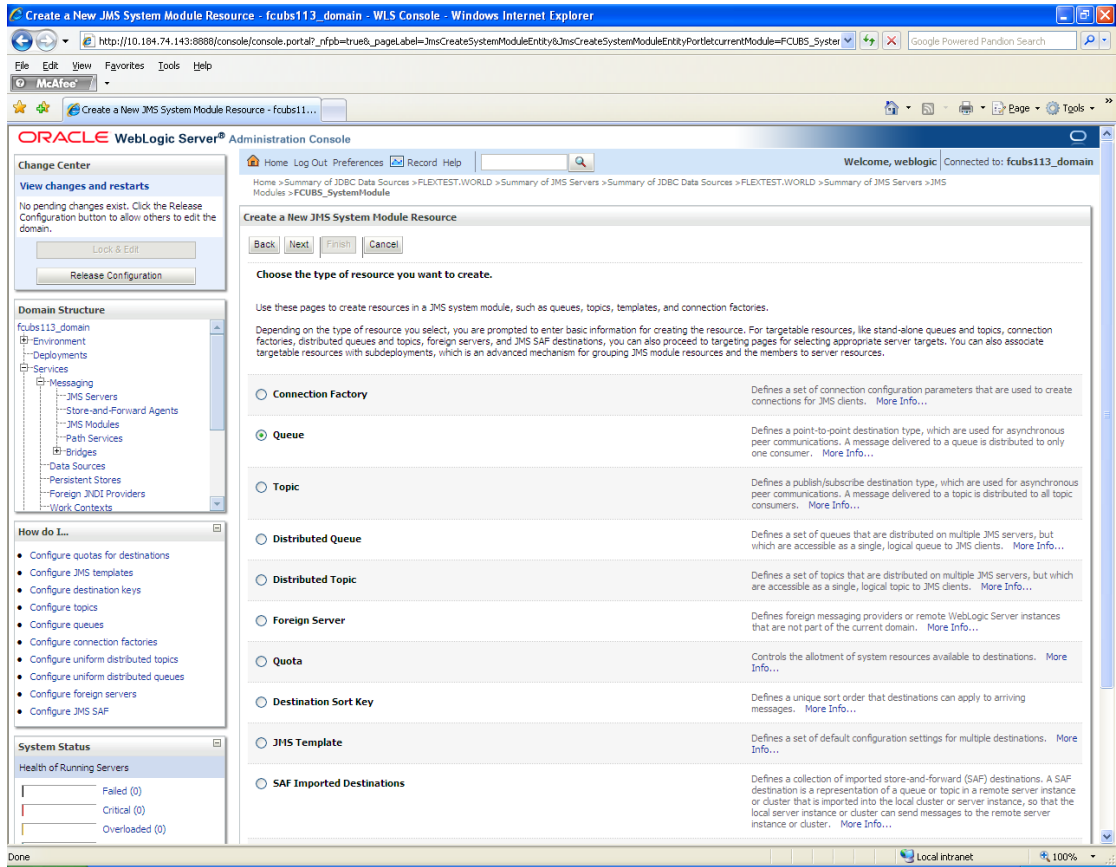 Create a New JMS System Module Resource - fcubs113_domain - WLS Console - Windows Internet Explorer
http://10.184.74.143:8888/console/console.portal?_nfpb=true&_pageLabel=JmsCreateSystemModuleEntity&JmsCreateSystemModuleEntityPortletcurrentModule=FCUBS_Syster
Google Powered Pandion Search
File Edit View Favorites Tools Help
McAfee
Create a New JMS System Module Resource - fcubs11...
Page Tools
ORACLE WebLogic Server® Administration Console
Change Center
View changes and restarts
No pending changes exist. Click the Release
Configuration button to allow others to edit the
domain.
Lock & Edit
Release Configuration
Domain Structure
fcubs113_domain
Environment
Deployments
Services
Messaging
JMS Servers
Store-and-Forward Agents
JMS Modules
Path Services
Bridges
Data Sources
Persistent Stores
Foreign JNDI Providers
Work Contexts
How do I...
Configure quotas for destinations
Configure JMS templates
Configure destination keys
Configure topics
Configure queues
Configure connection factories
Configure uniform distributed topics
Configure uniform distributed queues
Configure foreign servers
Configure JMS SAF
System Status
Health of Running Servers
Failed (0)
Critical (0)
Overloaded (0)
Home Log Out Preferences Record Help
Welcome, weblogic Connected to: fcubs113_domain
Home >Summary of JDBC Data Sources >FLEXTEST.WORLD >Summary of JMS Servers >Summary of JDBC Data Sources >FLEXTEST.WORLD >Summary of JMS Servers >JMS
Modules >FCUBS_SystemModule
Create a New JMS System Module Resource
Back Next Finish Cancel
Choose the type of resource you want to create.
Use these pages to create resources in a JMS system module, such as queues, topics, templates, and connection factories.
Depending on the type of resource you select, you are prompted to enter basic information for creating the resource. For targetable resources, like stand-alone queues and topics, connection
factories, distributed queues and topics, foreign servers, and JMS SAF destinations, you can also proceed to targeting pages for selecting appropriate server targets. You can also associate
targetable resources with subdeployments, which is an advanced mechanism for grouping JMS module resources and the members to server resources.
Connection Factory
Defines a set of connection configuration parameters that are used to create
connections for JMS clients. More Info...
Queue
Defines a point-to-point destination type, which are used for asynchronous
peer communications. A message delivered to a queue is distributed to only
one consumer. More Info...
Topic
Defines a publish/subscribe destination type, which are used for asynchronous
peer communications. A message delivered to a topic is distributed to all topic
consumers. More Info...
Distributed Queue
Defines a set of queues that are distributed on multiple JMS servers, but
which are accessible as a single, logical queue to JMS clients. More Info...
Distributed Topic
Defines a set of topics that are distributed on multiple JMS servers, but which
are accessible as a single, logical topic to JMS clients. More Info...
Foreign Server
Defines foreign messaging providers or remote WebLogic Server instances
that are not part of the current domain. More Info...
Quota
Controls the allotment of system resources available to destinations. More
Info...
Destination Sort Key
Defines a unique sort order that destinations can apply to arriving
messages. More Info...
JMS Template
Defines a set of default configuration settings for multiple destinations. More
Info...
SAF Imported Destinations
Defines a collection of imported store-and-forward (SAF) destinations. A SAF
destination is a representation of a queue or topic in a remote server instance
or cluster that is imported into the local cluster or server instance, so that the
local server instance or cluster can send messages to the remote server
instance or cluster. More Info...
Done
Local intranet
100%